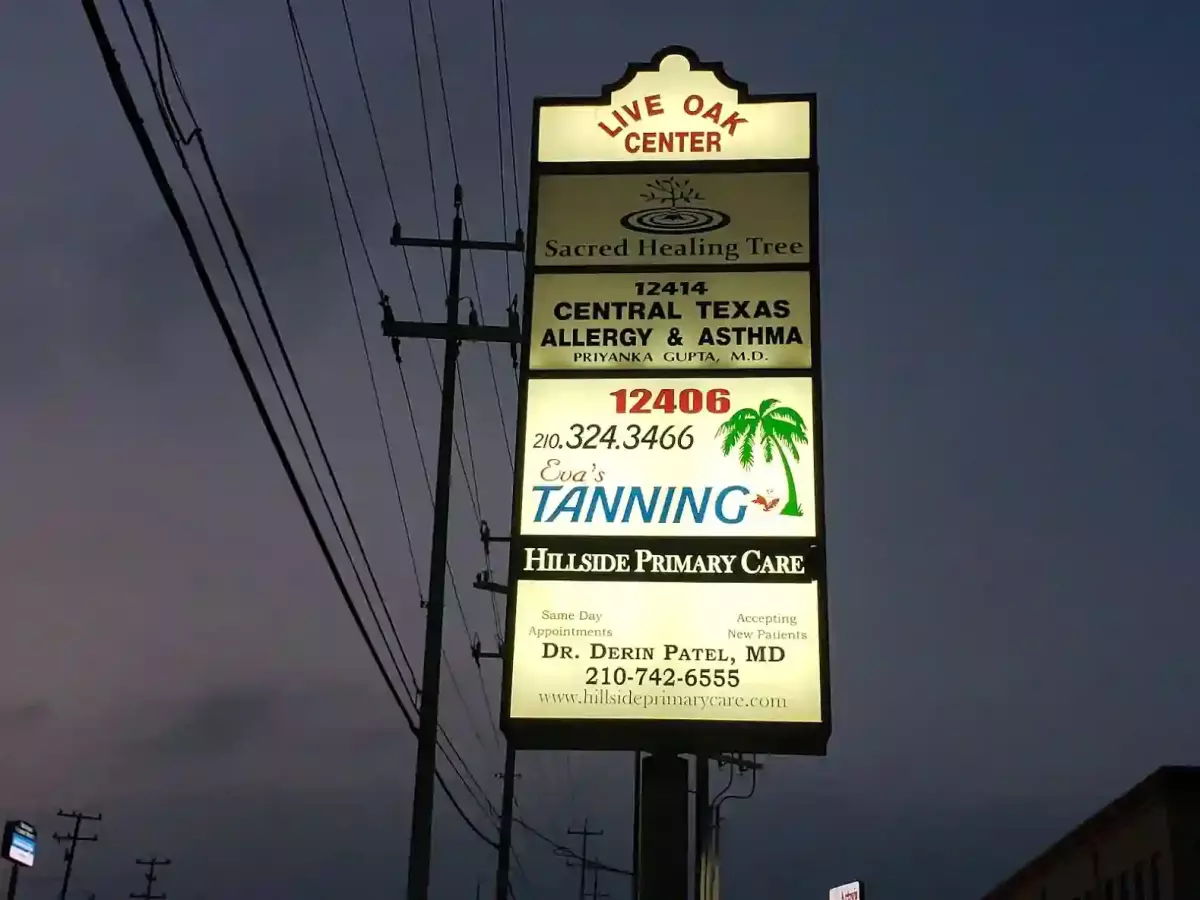 LIVE OAK
CENTER
Sacred Healing Tree
12414
CENTRAL TEXAS
ALLERGY & ASTHMA
PRIYANKA GUPTA, M.D.
12406
210.324.3466
Eva's
TANNING
HILLSIDE PRIMARY CARE
Same Day Accepting
Appointments New Patients
DR. DERIN PATEL, MD
210-742-6555
www.hillsideprimarycare.com